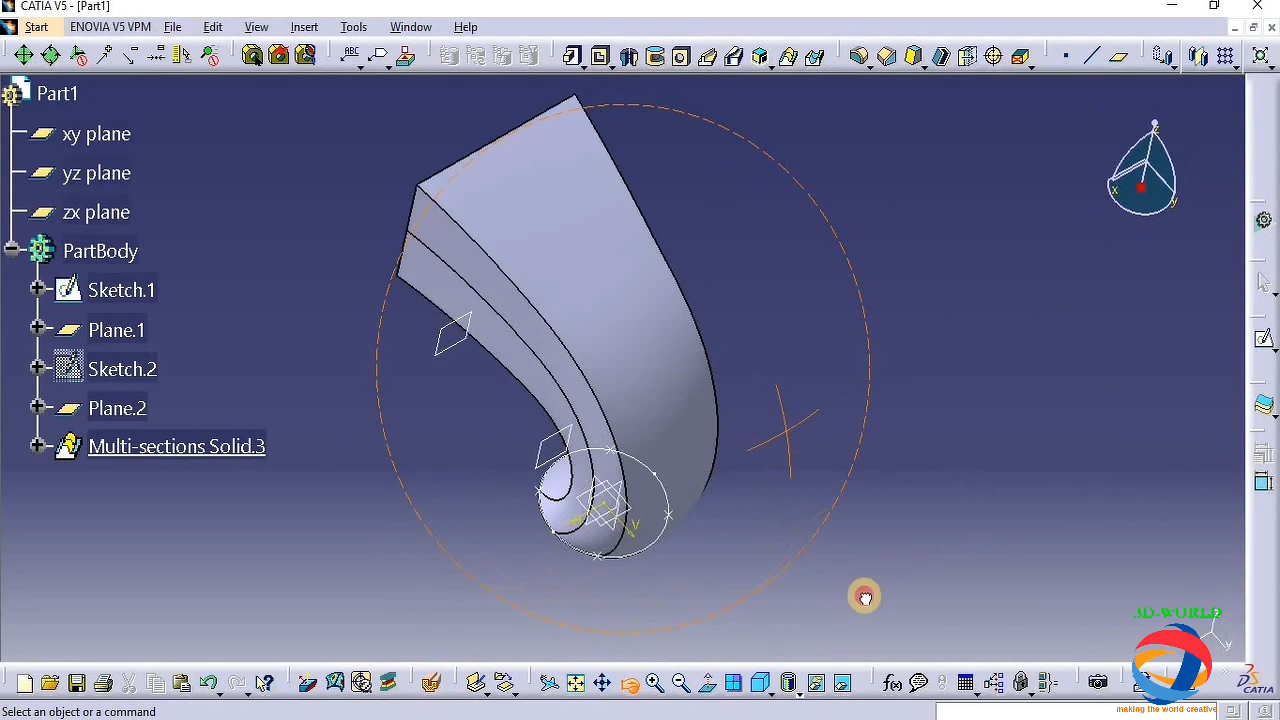 CATIA V5 - [Part1]
Start ENOVIA V5 VPM File Edit View Insert Tools Window Help
ABC
Part1
xy plane
yz plane
zx plane
PartBody
Sketch.1
Plane.1
Sketch.2
Plane.2
Multi-sections Solid.3
z
x
y
y
3D-WORLD
z
y
f(x)
CATIA
making the world creative
Select an object or a command